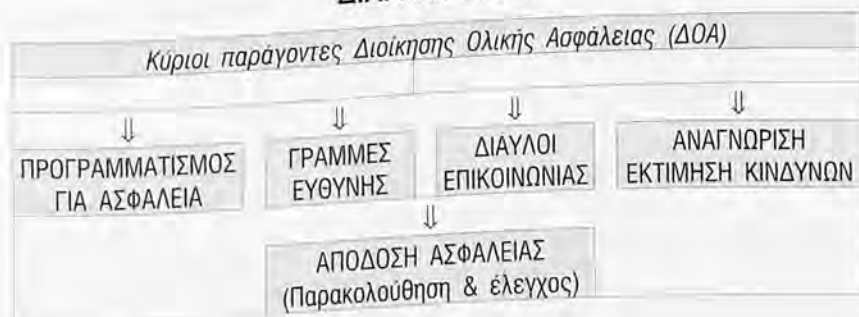 Κύριοι παράγοντες Διοίκησης Ολικής Ασφάλειας (ΔΟΑ)
⇓ ⇓ ⇓ ⇓
ΠΡΟΓΡΑΜΜΑΤΙΣΜΟΣ
ΓΙΑ ΑΣΦΑΛΕΙΑ
ΓΡΑΜΜΕΣ
ΕΥΘΥΝΗΣ
ΔΙΑΥΛΟΙ
ΕΠΙΚΟΙΝΩΝΙΑΣ
ΑΝΑΓΝΩΡΙΣΗ
ΕΚΤΙΜΗΣΗ ΚΙΝΔΥΝΩΝ
⇓
ΑΠΟΔΟΣΗ ΑΣΦΑΛΕΙΑΣ
(Παρακολούθηση & έλεγχος)